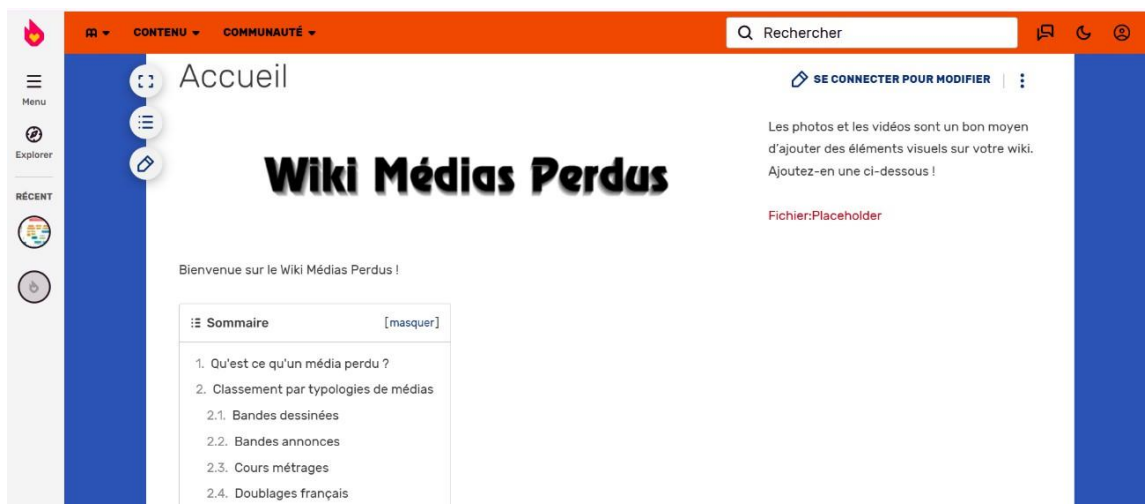 CONTENU
COMMUNAUTÉ
Rechercher
Menu
Explorer
RÉCENT
Accueil
SE CONNECTER POUR MODIFIER
Wiki Médias Perdus
Les photos et les vidéos sont un bon moyen
d'ajouter des éléments visuels sur votre wiki.
Ajoutez-en une ci-dessous !
Fichier:Placeholder
Bienvenue sur le Wiki Médias Perdus !
Sommaire [masquer]
1. Qu'est ce qu'un média perdu ?
2. Classement par typologies de médias
2.1. Bandes dessinées
2.2. Bandes annonces
2.3. Cours métrages
2.4. Doublages français